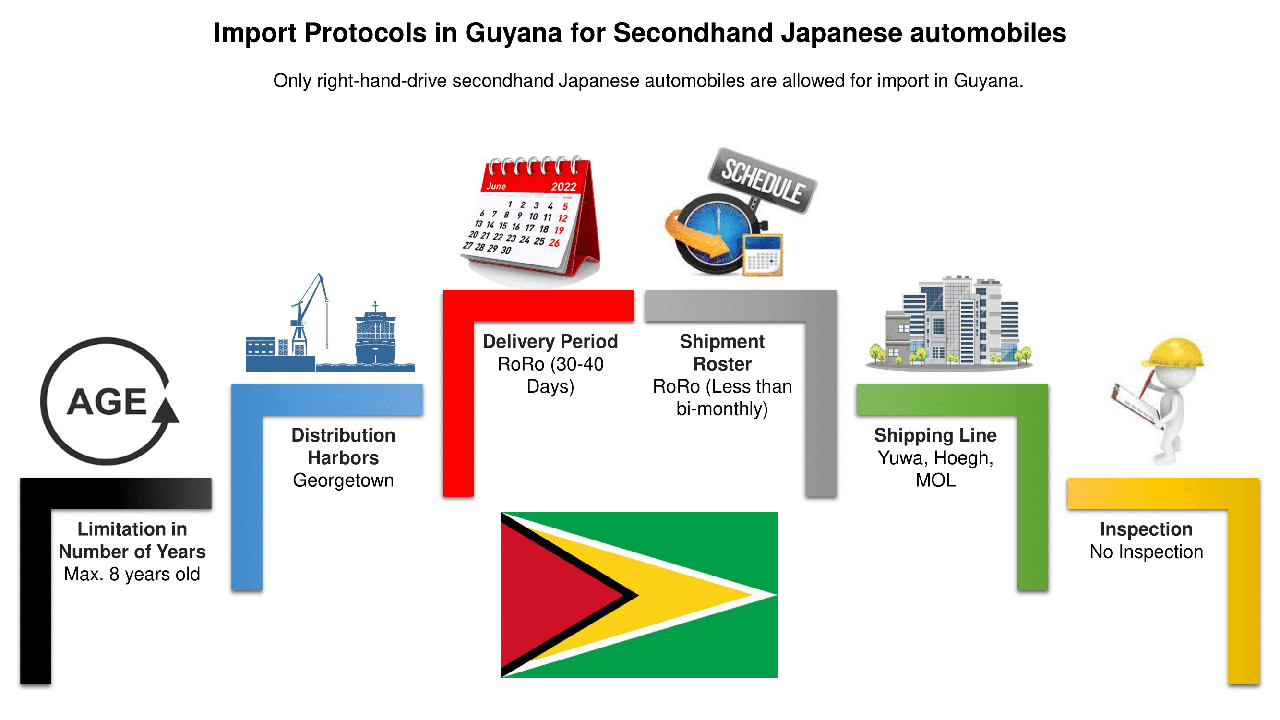 Import Protocols in Guyana for Secondhand Japanese automobiles
Only right-hand-drive secondhand Japanese automobiles are allowed for import in Guyana.
AGE
Limitation in
Number of Years
Max. 8 years old
Distribution
Harbors
Georgetown
June 2022
1 2 3 4 5
6 7 8 9 10 11 12
13 14 15 16 17 18 19
20 21 22 23 24 25 26
27 28 29 30
Delivery Period
RoRo (30-40
Days)
SCHEDULE
Shipment
Roster
RoRo (Less than
bi-monthly)
Shipping Line
Yuwa, Hoegh,
MOL
Inspection
No Inspection